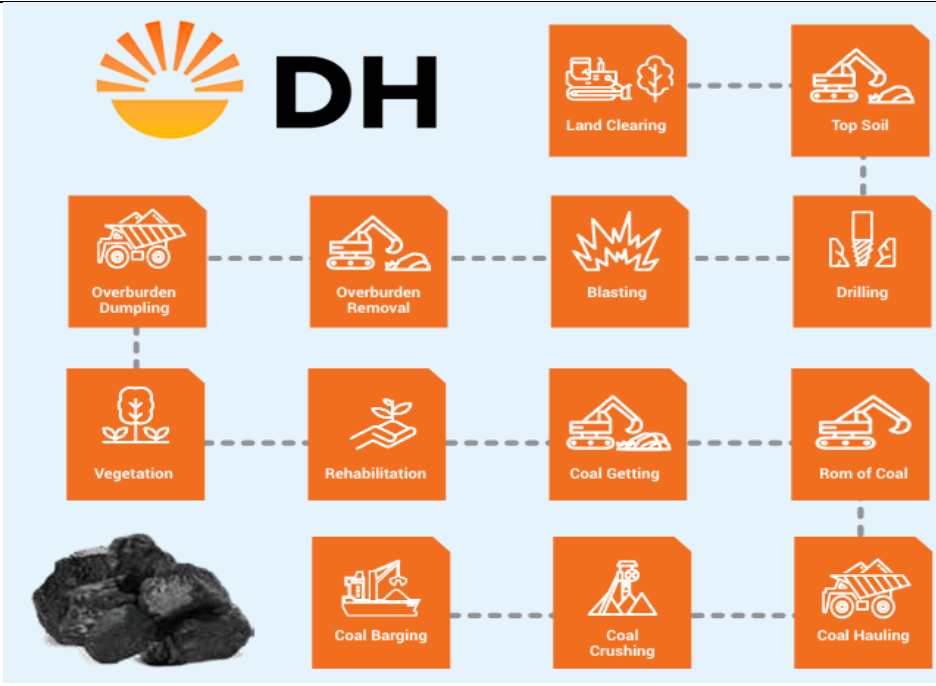 DH
Land Clearing
Top Soil
Overburden
Dumpling
Overburden
Removal
Blasting
Drilling
Vegetation
Rehabilitation
Coal Getting
Rom of Coal
Coal Barging
Coal
Crushing
Coal Hauling